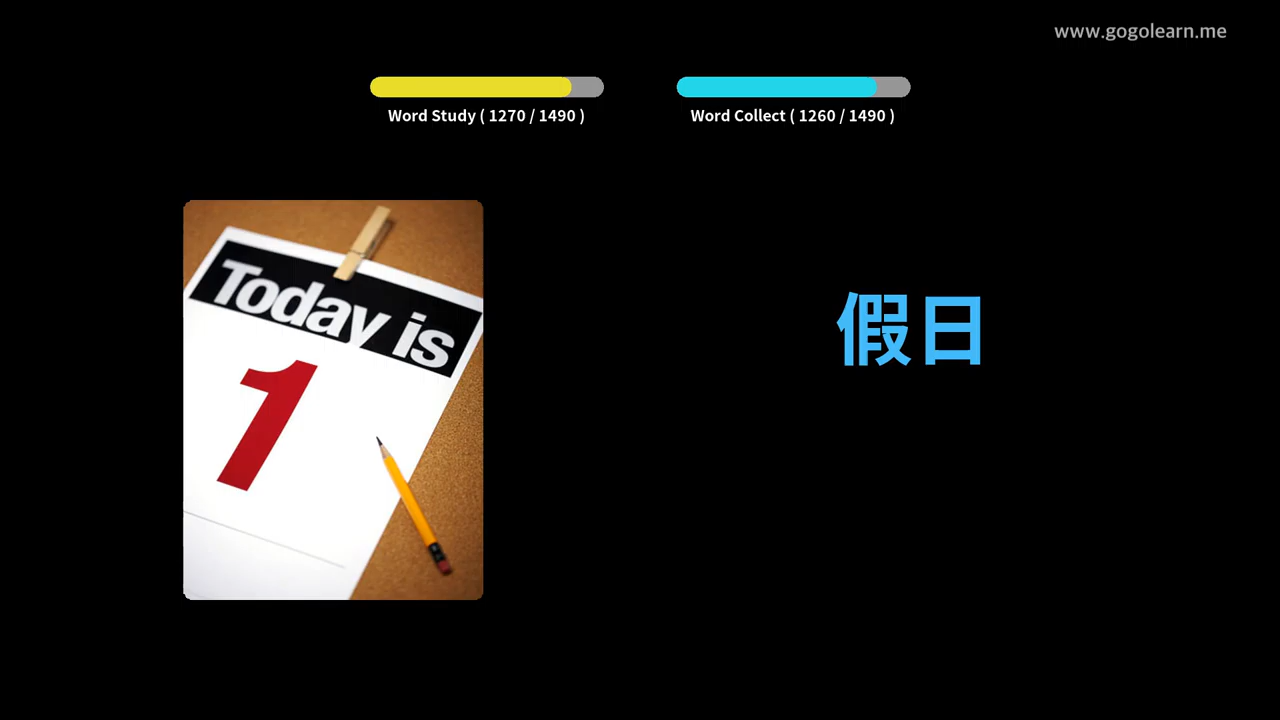 www.gogolearn.me
Word Study ( 1270 / 1490 )
Word Collect ( 1260 / 1490 )
Today is
1
假日